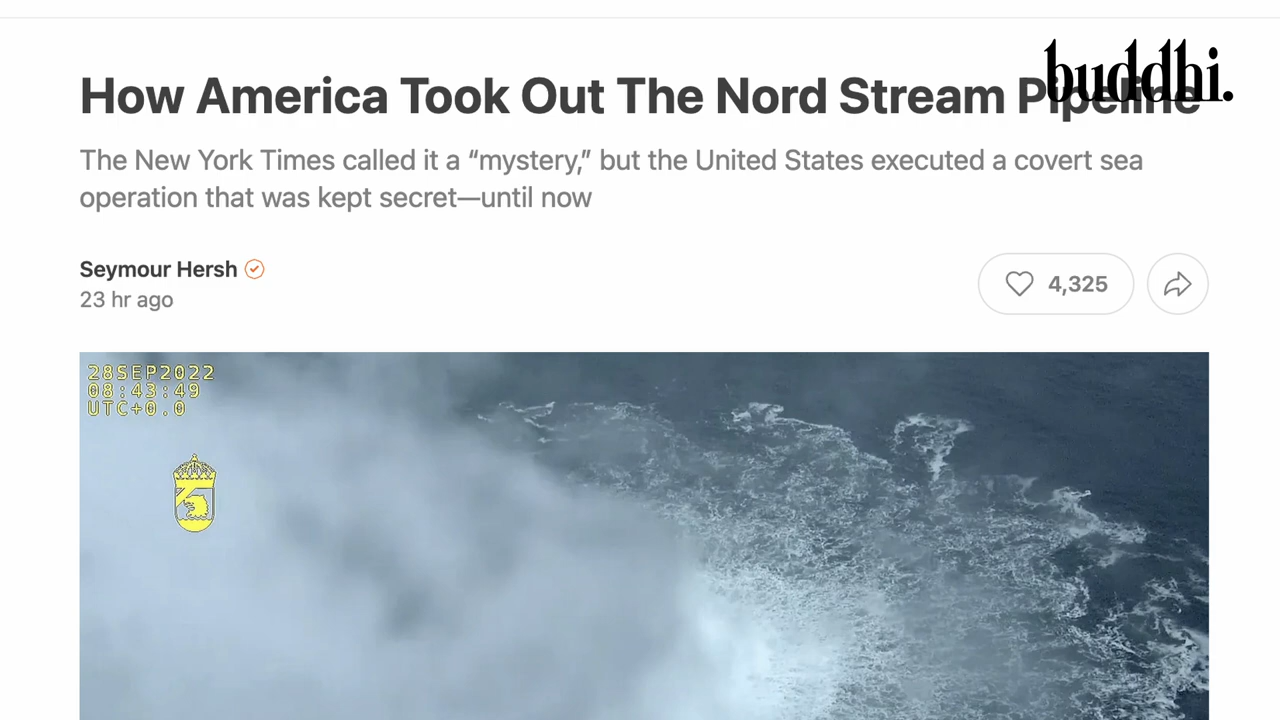 How America Took Out The Nord Stream Pipeline
buddhi.
The New York Times called it a “mystery,” but the United States executed a covert sea
operation that was kept secret—until now
Seymour Hersh
23 hr ago
4,325
28SEP2022
08:43:49
UTC+0.0